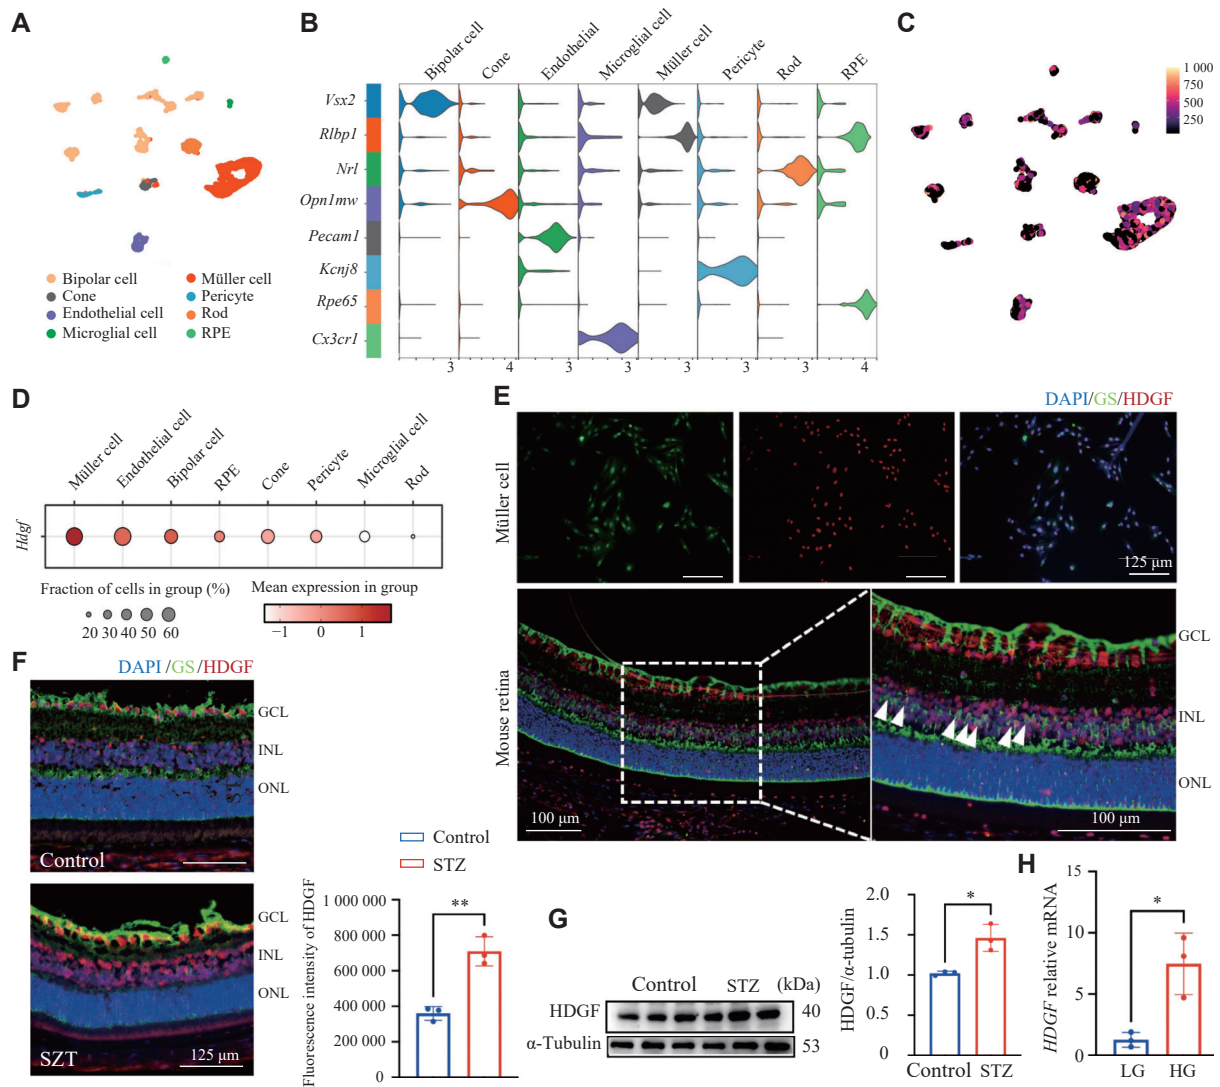 A
Bipolar cell
Cone
Endothelial cell
Microglial cell
Müller cell
Pericyte
Rod
RPE
B
Bipolar cell
Cone
Endothelial
Microglial cell
Müller cell
Pericyte
Rod
RPE
Vsx2
Rlbp1
Nrl
Opn1mw
Pecam1
Kcnj8
Rpe65
Cx3cr1
3 4 3 3 3 3 3 4
C
1 000
750
500
250
D
Müller cell
Endothelial cell
Bipolar cell
RPE
Cone
Pericyte
Microglial cell
Rod
Hdgf
Fraction of cells in group (%)
20 30 40 50 60
Mean expression in group
−1 0 1
E
DAPI/GS/HDGF
Müller cell
125 μm
Mouse retina
100 μm
GCL
INL
ONL
100 μm
F
DAPI /GS/HDGF
GCL
INL
ONL
Control
GCL
INL
ONL
SZT
125 μm
Control
STZ
Fluorescence intensity of HDGF
1 000 000
800 000
600 000
400 000
200 000
0
**
G
Control STZ (kDa)
HDGF 40
α-Tubulin 53
HDGF/α-tubulin
2.0
1.5
1.0
0.5
0
*
Control STZ
H
HDGF relative mRNA
15
10
5
0
*
LG HG